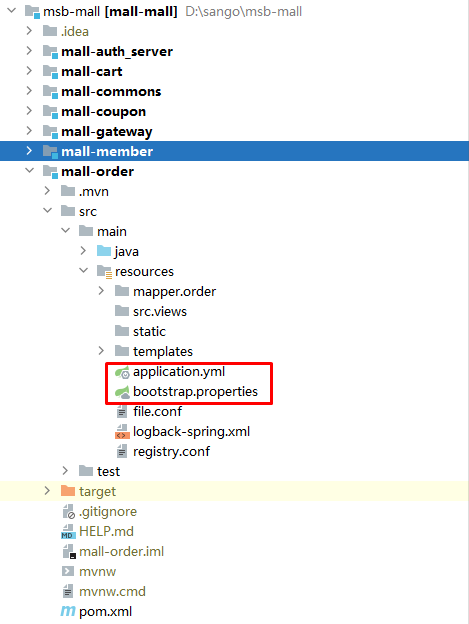 msb-mall [mall-mall] D:\sango\msb-mall
.idea
mall-auth_server
mall-cart
mall-commons
mall-coupon
mall-gateway
mall-member
mall-order
.mvn
src
main
java
resources
mapper.order
src.views
static
templates
application.yml
bootstrap.properties
file.conf
logback-spring.xml
registry.conf
test
target
.gitignore
HELP.md
mall-order.iml
mvnw
mvnw.cmd
pom.xml